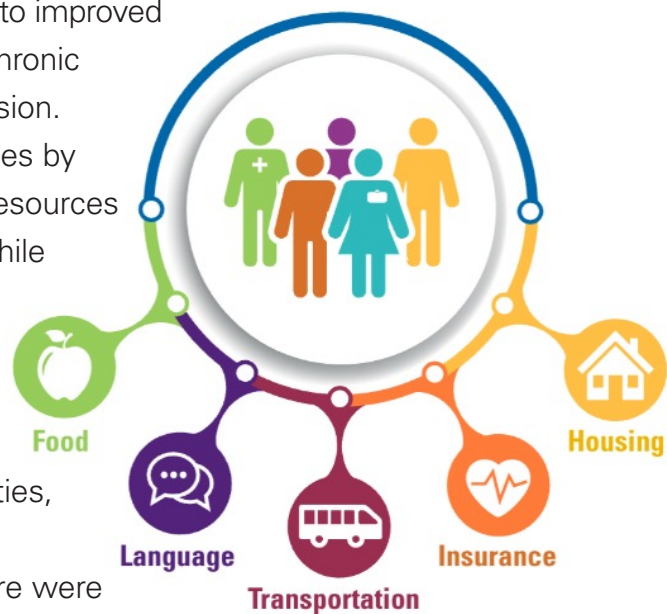 to improved
hronic
sion.
es by
esources
hile
Food
Housing
ties,
Language
Insurance
re were
Transportation